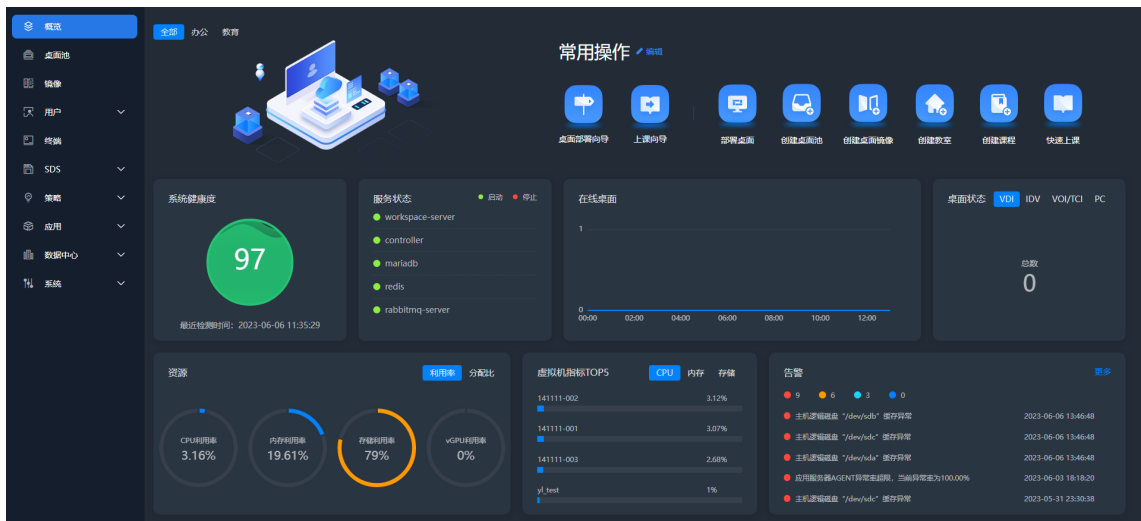 概览
桌面池
镜像
用户
终端
SDS
策略
应用
数据中心
系统
全部 办公 教育
常用操作 编辑
桌面部署向导 上课向导 部署桌面 创建桌面池 创建桌面镜像 创建教室 创建课程 快速上课
系统健康度
97
最近检测时间：2023-06-06 11:35:29
服务状态 启动 停止
workspace-server
controller
mariadb
redis
rabbitmq-server
在线桌面
1
0
00:00 02:00 04:00 06:00 08:00 10:00 12:00
桌面状态 VDI IDV VOI/TCI PC
总数
0
资源 利用率 分配比
CPU利用率
3.16%
内存利用率
19.61%
存储利用率
79%
vGPU利用率
0%
虚拟机指标TOP5 CPU 内存 存储
141111-002 3.12%
141111-001 3.07%
141111-003 2.68%
yl_test 1%
告警 更多
9 6 3 0
主机逻辑磁盘 "/dev/sdb" 缓存异常 2023-06-06 13:46:48
主机逻辑磁盘 "/dev/sdc" 缓存异常 2023-06-06 13:46:48
主机逻辑磁盘 "/dev/sda" 缓存异常 2023-06-06 13:46:48
应用服务器AGENT异常率超限，当前异常率为100.00% 2023-06-03 18:18:20
主机逻辑磁盘 "/dev/sdc" 缓存异常 2023-05-31 23:30:38